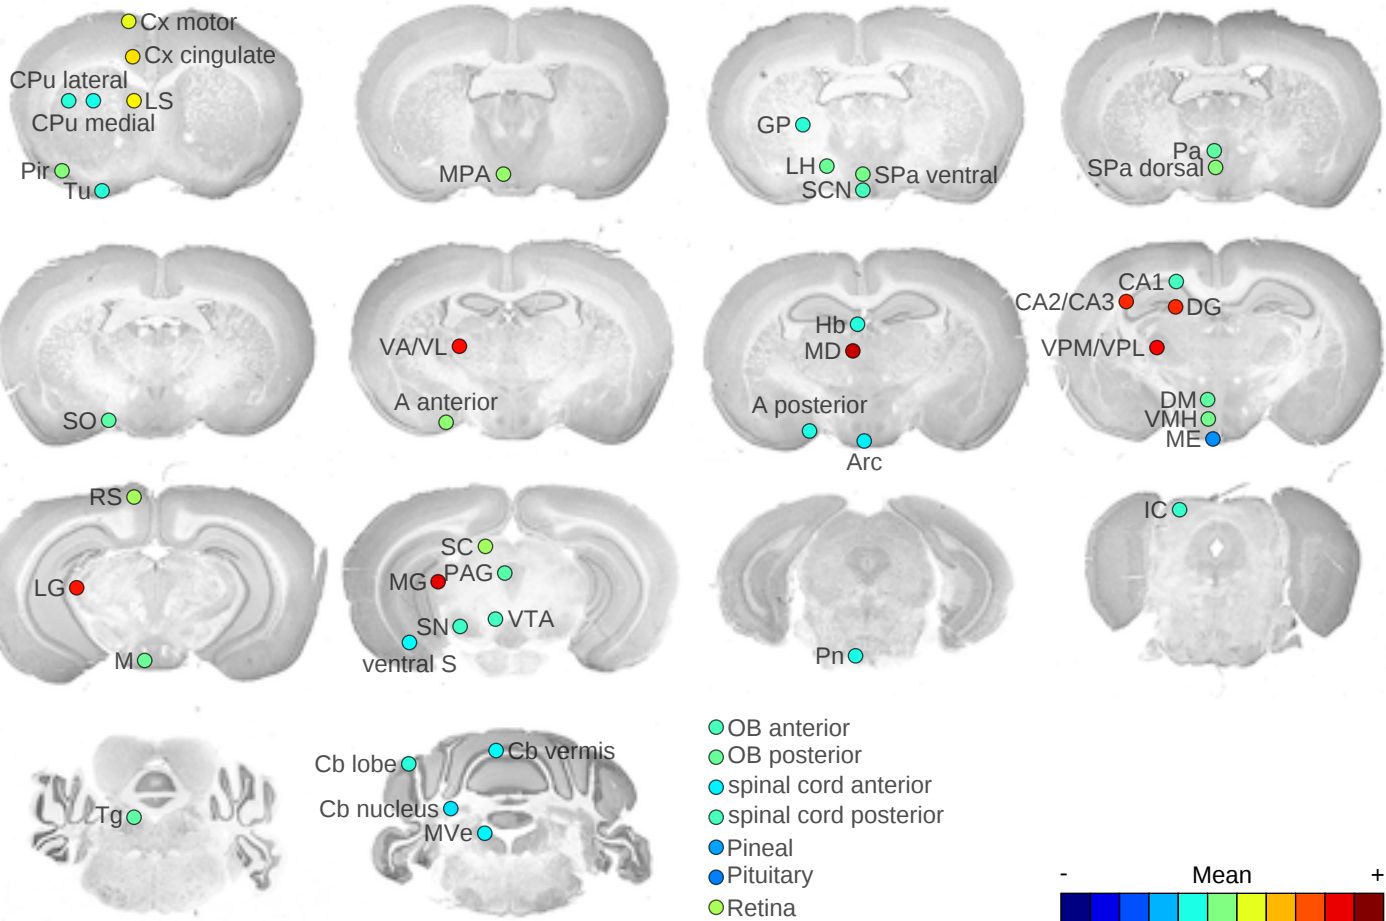 Cx motor
Cx cingulate
CPu lateral
LS
CPu medial
Pir
Tu
MPA
GP
LH
SPa ventral
SCN
Pa
SPa dorsal
SO
VA/VL
A anterior
Hb
MD
A posterior
Arc
CA1
CA2/CA3
DG
VPM/VPL
DM
VMH
ME
RS
LG
M
SC
MG
PAG
SN
VTA
ventral S
Pn
IC
Tg
Cb lobe
Cb vermis
Cb nucleus
MVe
OB anterior
OB posterior
spinal cord anterior
spinal cord posterior
Pineal
Pituitary
Retina
- Mean +